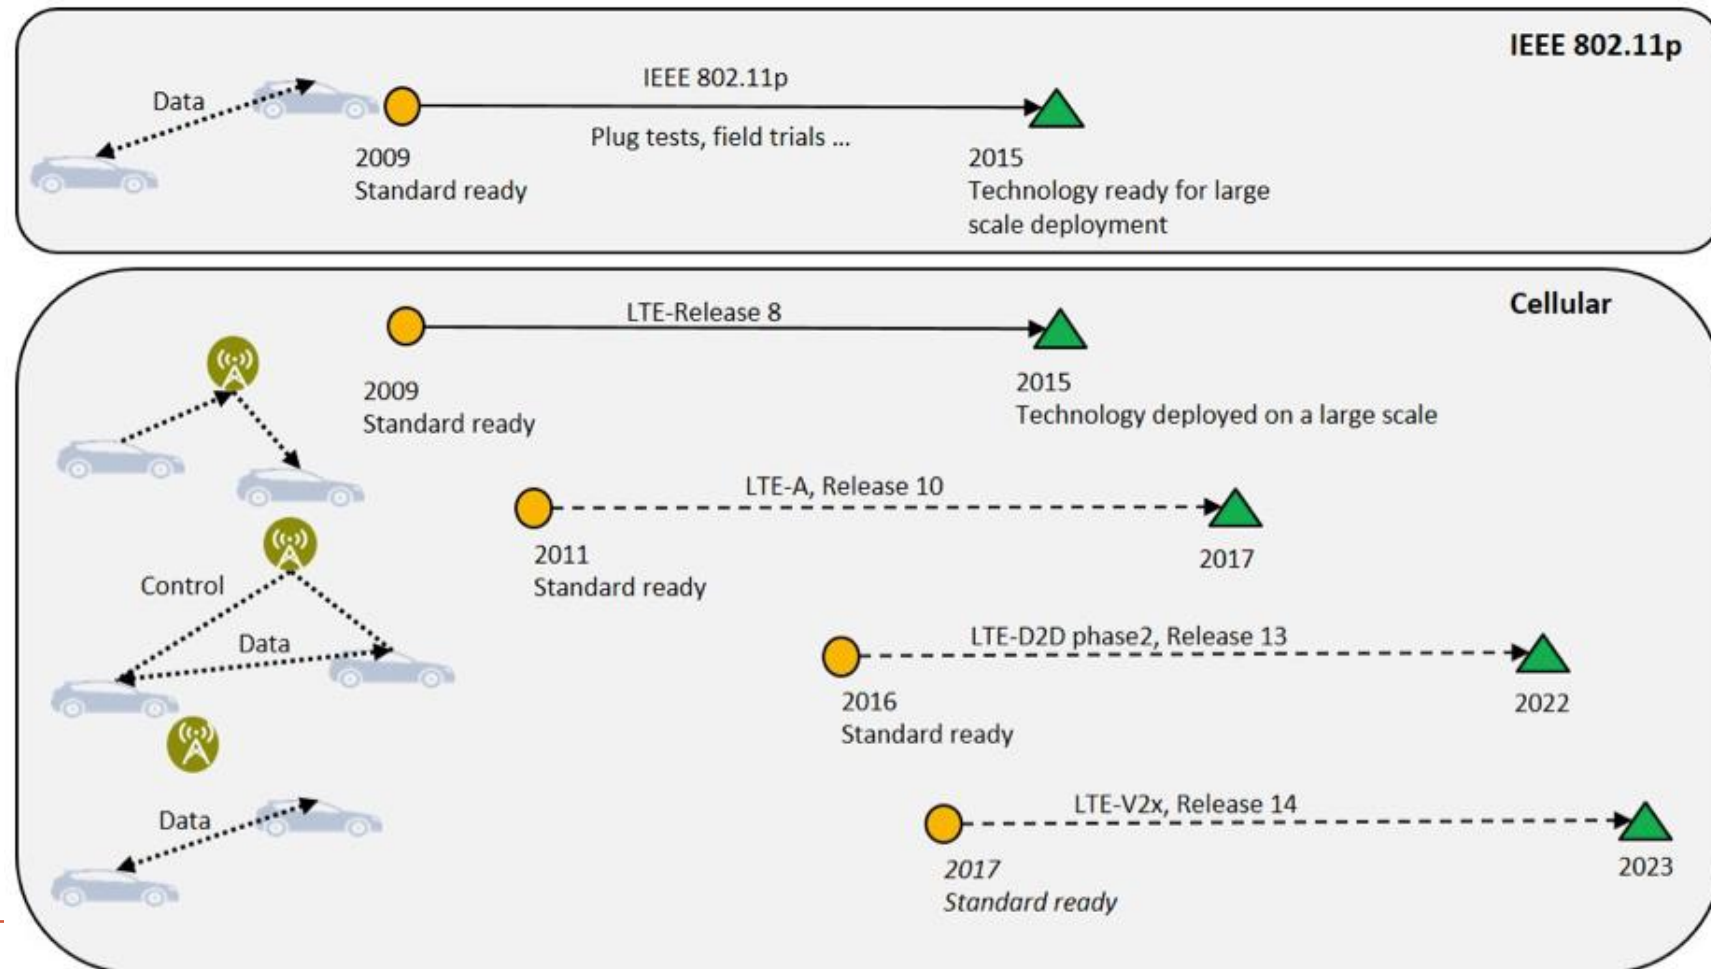 IEEE 802.11p
IEEE 802.11p
Data
Plug tests, field trials ...
2009
Standard ready
2015
Technology ready for large
scale deployment
Cellular
LTE-Release 8
2009
Standard ready
2015
Technology deployed on a large scale
LTE-A, Release 10
2011
Standard ready
2017
Control
Data
LTE-D2D phase2, Release 13
2016
Standard ready
2022
LTE-V2x, Release 14
Data
2017
Standard ready
2023